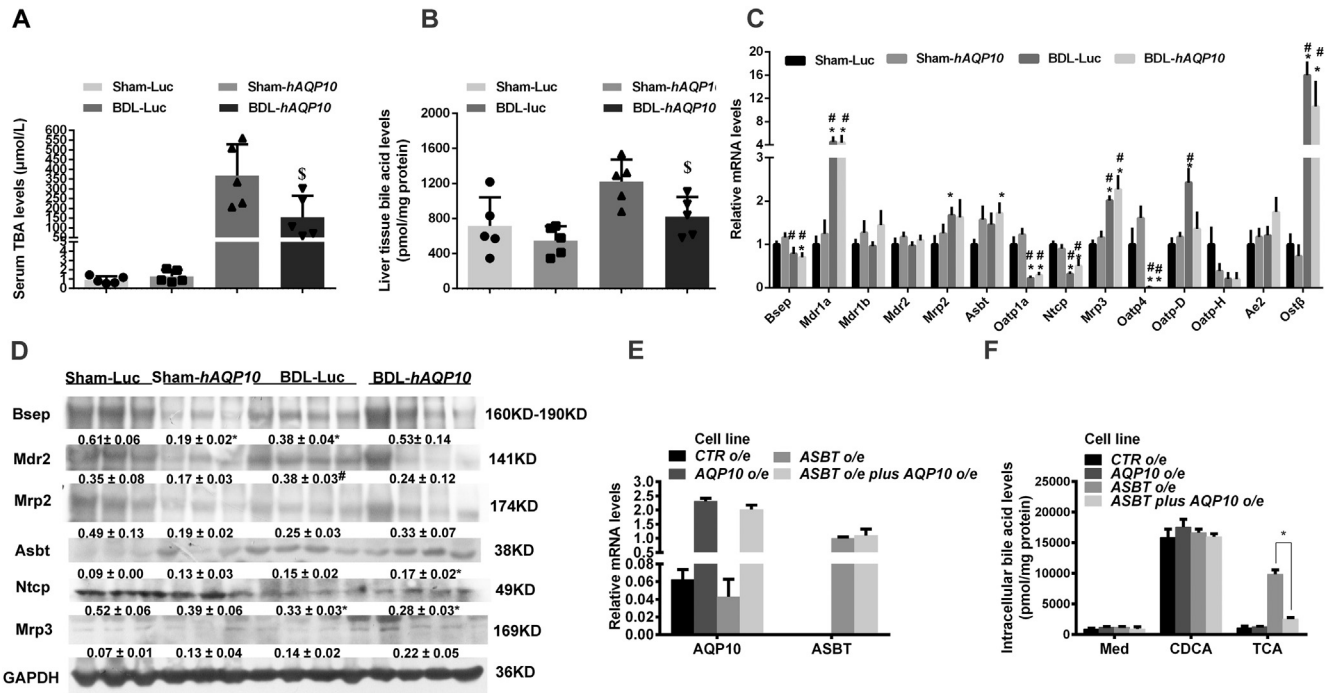 A
Sham-Luc
Sham-hAQP10
BDL-Luc
BDL-hAQP10
Serum TBA levels (μmol/L)
600
550
500
450
400
350
300
250
200
150
100
50
3
2
2
1
1
0
$
B
Sham-Luc
Sham-hAQP1
BDL-luc
BDL-hAQP10
Liver tissue bile acid levels
(pmol/mg protein)
2000
1600
1200
800
400
0
$
C
Sham-Luc
Sham-hAQP10
BDL-Luc
BDL-hAQP10
Relative mRNA levels
20
16
12
8
4
3
2
1
0
Bsep
Mdr1a
Mdr1b
Mdr2
Mrp2
Asbt
Oatp1a
Ntcp
Mrp3
Oatp4
Oatp-D
Oatp-H
Ae2
Ostβ
D
Sham-Luc Sham-hAQP10 BDL-Luc BDL-hAQP10
Bsep 160KD-190KD
0.61± 0.06 0.19 ± 0.02* 0.38 ± 0.04* 0.53± 0.14
Mdr2 141KD
0.35 ± 0.08 0.17 ± 0.03 0.38 ± 0.03# 0.24 ± 0.12
Mrp2 174KD
0.49 ± 0.13 0.19 ± 0.02 0.25 ± 0.03 0.33 ± 0.07
Asbt 38KD
0.09 ± 0.00 0.13 ± 0.03 0.15 ± 0.02 0.17 ± 0.02*
Ntcp 49KD
0.52 ± 0.06 0.39 ± 0.06 0.33 ± 0.03* 0.28 ± 0.03*
Mrp3 169KD
0.07 ± 0.01 0.13 ± 0.04 0.14 ± 0.02 0.22 ± 0.05
GAPDH 36KD
E
Cell line
CTR o/e
ASBT o/e
AQP10 o/e
ASBT o/e plus AQP10 o/e
Relative mRNA levels
3.0
2.5
2.0
1.5
1.0
0.5
0.08
0.06
0.04
0.02
0.00
AQP10 ASBT
F
Cell line
CTR o/e
AQP10 o/e
ASBT o/e
ASBT plus AQP10 o/e
Intracellular bile acid levels
(pmol/mg protein)
25000
20000
15000
10000
5000
0
*
Med CDCA TCA